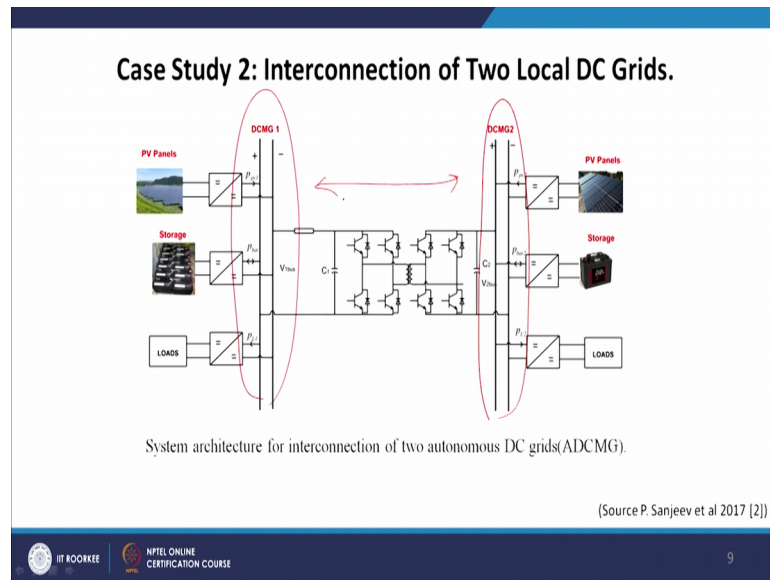 Case Study 2: Interconnection of Two Local DC Grids.
DCMG 1
DCMG2
PV Panels
PV Panels
Storage
Storage
V1bus
C1
C2
V2bus
LOADS
LOADS
System architecture for interconnection of two autonomous DC grids(ADCMG).
(Source P. Sanjeev et al 2017 [2])
IIT ROORKEE
NPTEL ONLINE
CERTIFICATION COURSE
9